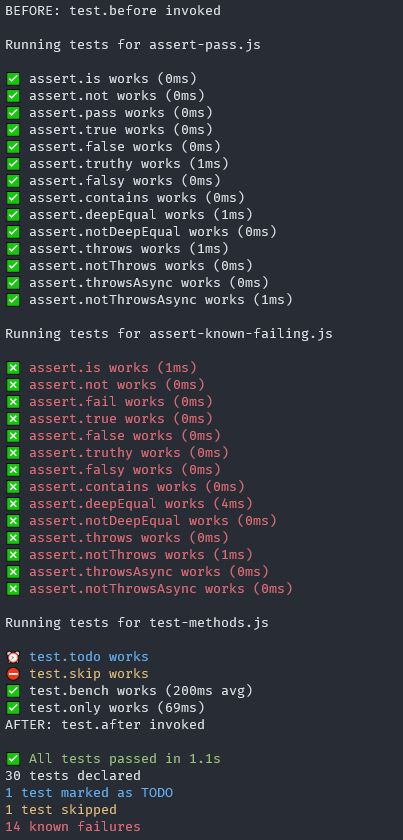 BEFORE: test.before invoked
Running tests for assert-pass.js
✅ assert.is works (0ms)
✅ assert.not works (0ms)
✅ assert.pass works (0ms)
✅ assert.true works (0ms)
✅ assert.false works (0ms)
✅ assert.truthy works (1ms)
✅ assert.falsy works (0ms)
✅ assert.contains works (0ms)
✅ assert.deepEqual works (1ms)
✅ assert.notDeepEqual works (0ms)
✅ assert.throws works (1ms)
✅ assert.notThrows works (0ms)
✅ assert.throwsAsync works (0ms)
✅ assert.notThrowsAsync works (1ms)
Running tests for assert-known-failing.js
❎ assert.is works (1ms)
❎ assert.not works (0ms)
❎ assert.fail works (0ms)
❎ assert.true works (0ms)
❎ assert.false works (0ms)
❎ assert.truthy works (0ms)
❎ assert.falsy works (0ms)
❎ assert.contains works (0ms)
❎ assert.deepEqual works (4ms)
❎ assert.notDeepEqual works (0ms)
❎ assert.throws works (0ms)
❎ assert.notThrows works (1ms)
❎ assert.throwsAsync works (0ms)
❎ assert.notThrowsAsync works (0ms)
Running tests for test-methods.js
⏰ test.todo works
⛔ test.skip works
✅ test.bench works (200ms avg)
✅ test.only works (69ms)
AFTER: test.after invoked
✅ All tests passed in 1.1s
30 tests declared
1 test marked as TODO
1 test skipped
14 known failures